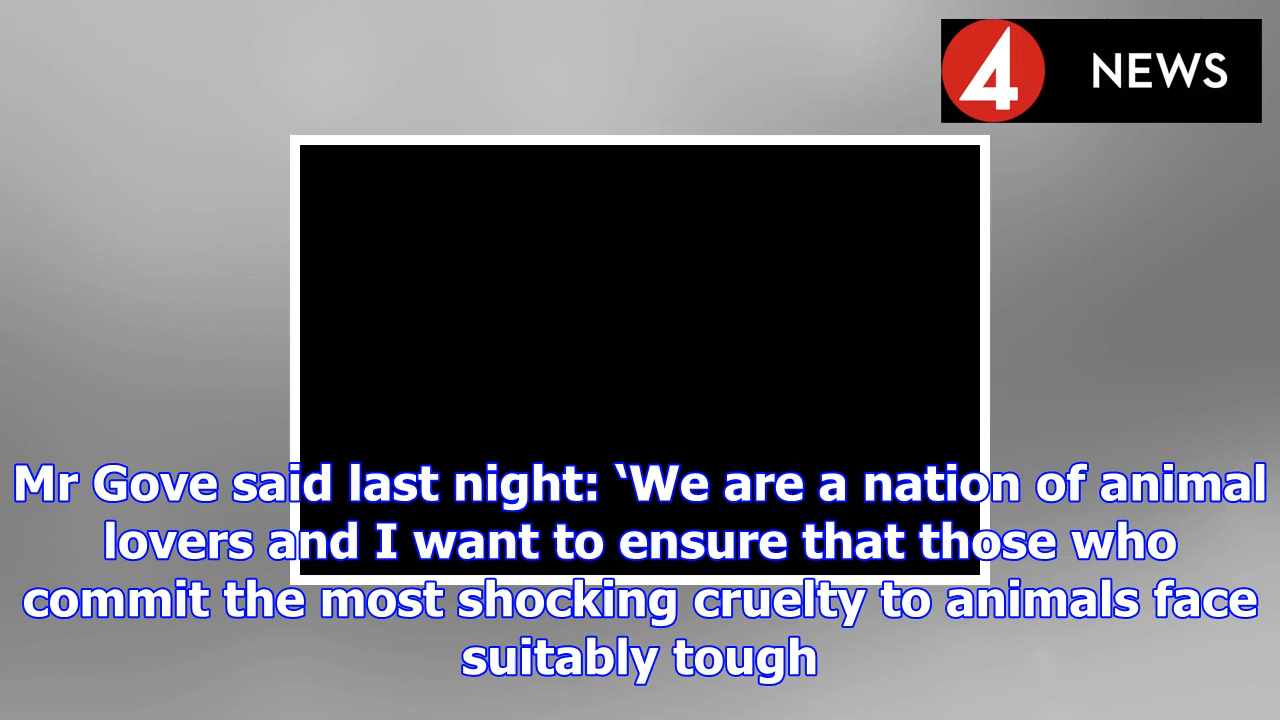 4 NEWS
Mr Gove said last night: ‘We are a nation of animal
lovers and I want to ensure that those who
commit the most shocking cruelty to animals face
suitably tough